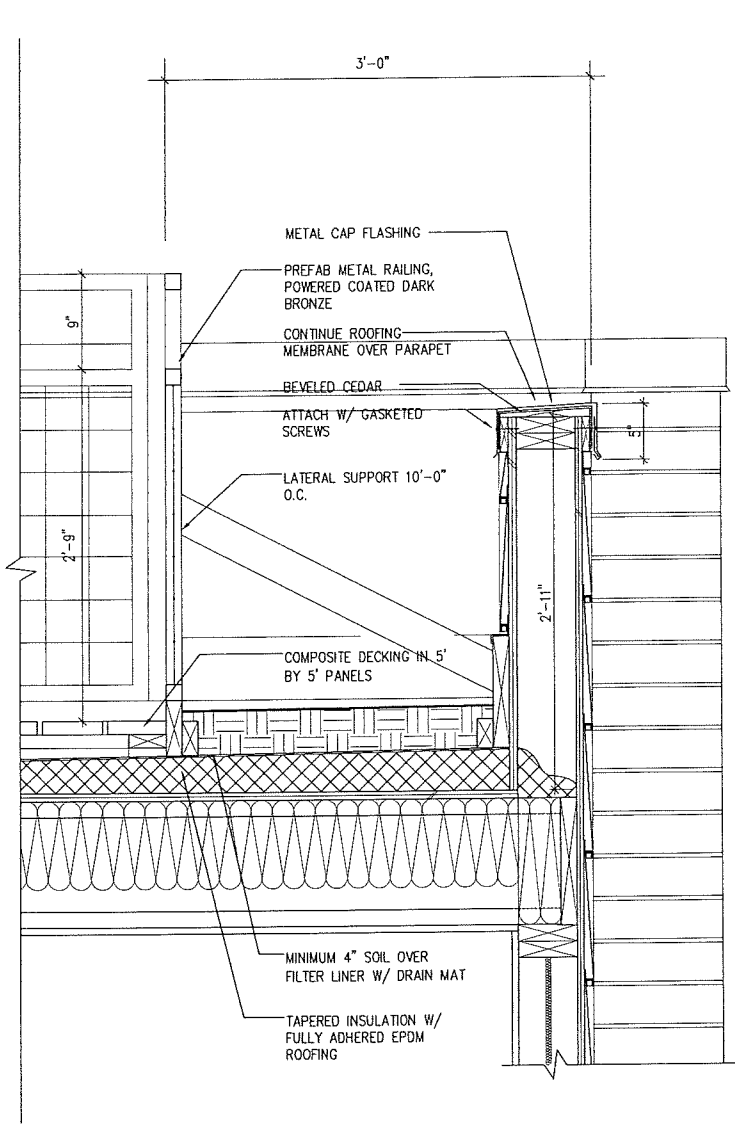 3'-0"
METAL CAP FLASHING
PREFAB METAL RAILING,
POWERED COATED DARK
BRONZE
9"
CONTINUE ROOFING
MEMBRANE OVER PARAPET
BEVELED CEDAR
ATTACH W/ GASKETED
SCREWS
5"
LATERAL SUPPORT 10'-0"
O.C.
2'-9"
2'-11"
COMPOSITE DECKING IN 5'
BY 5' PANELS
MINIMUM 4" SOIL OVER
FILTER LINER W/ DRAIN MAT
TAPERED INSULATION W/
FULLY ADHERED EPDM
ROOFING